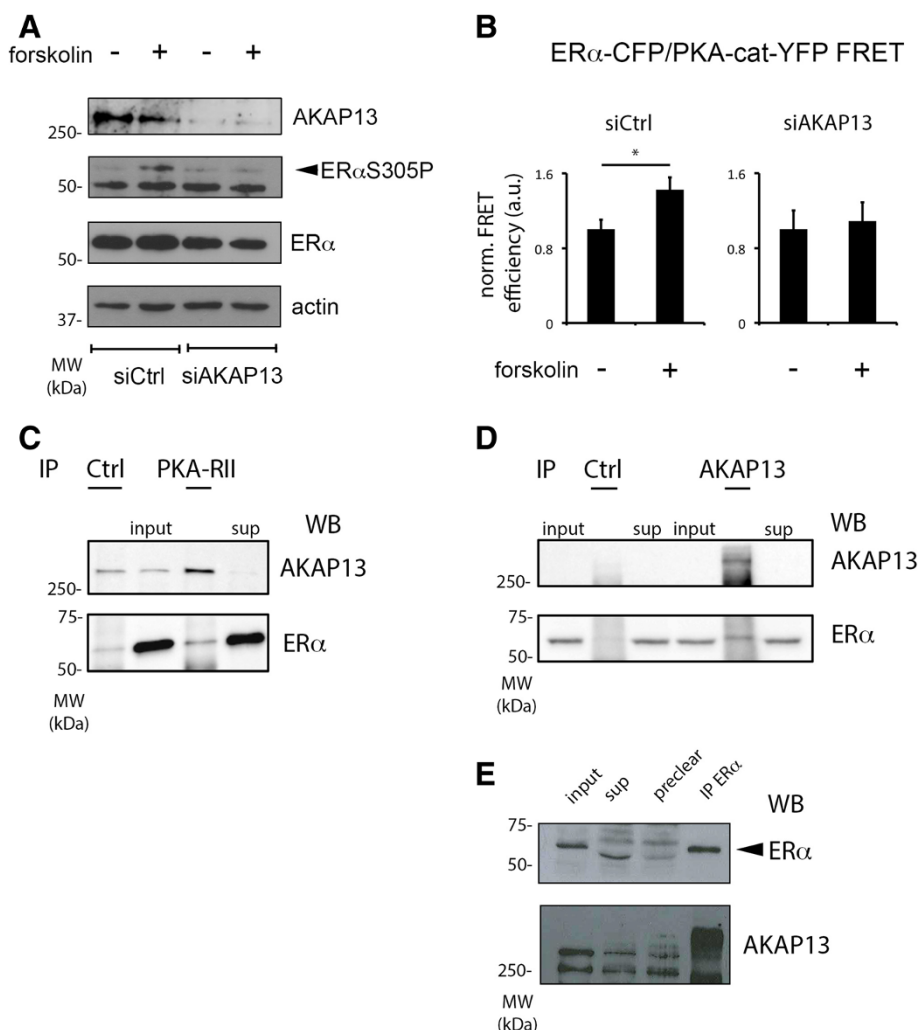 A
forskolin - + - +
AKAP13
250-
ERαS305P
50-
ERα
50-
actin
37-
MW
(kDa)
siCtrl siAKAP13
B
ERα-CFP/PKA-cat-YFP FRET
siCtrl siAKAP13
*
norm. FRET
efficiency (a.u.)
1.6 1.6
0.8 0.8
0 0
forskolin - + - +
C
IP Ctrl PKA-RII
input sup WB
AKAP13
250-
75-
ERα
50-
MW
(kDa)
D
IP Ctrl AKAP13
input sup input sup WB
AKAP13
250-
75-
ERα
50-
MW
(kDa)
E
input sup preclear IP ERα
WB
75-
ERα
50-
AKAP13
250-
MW
(kDa)